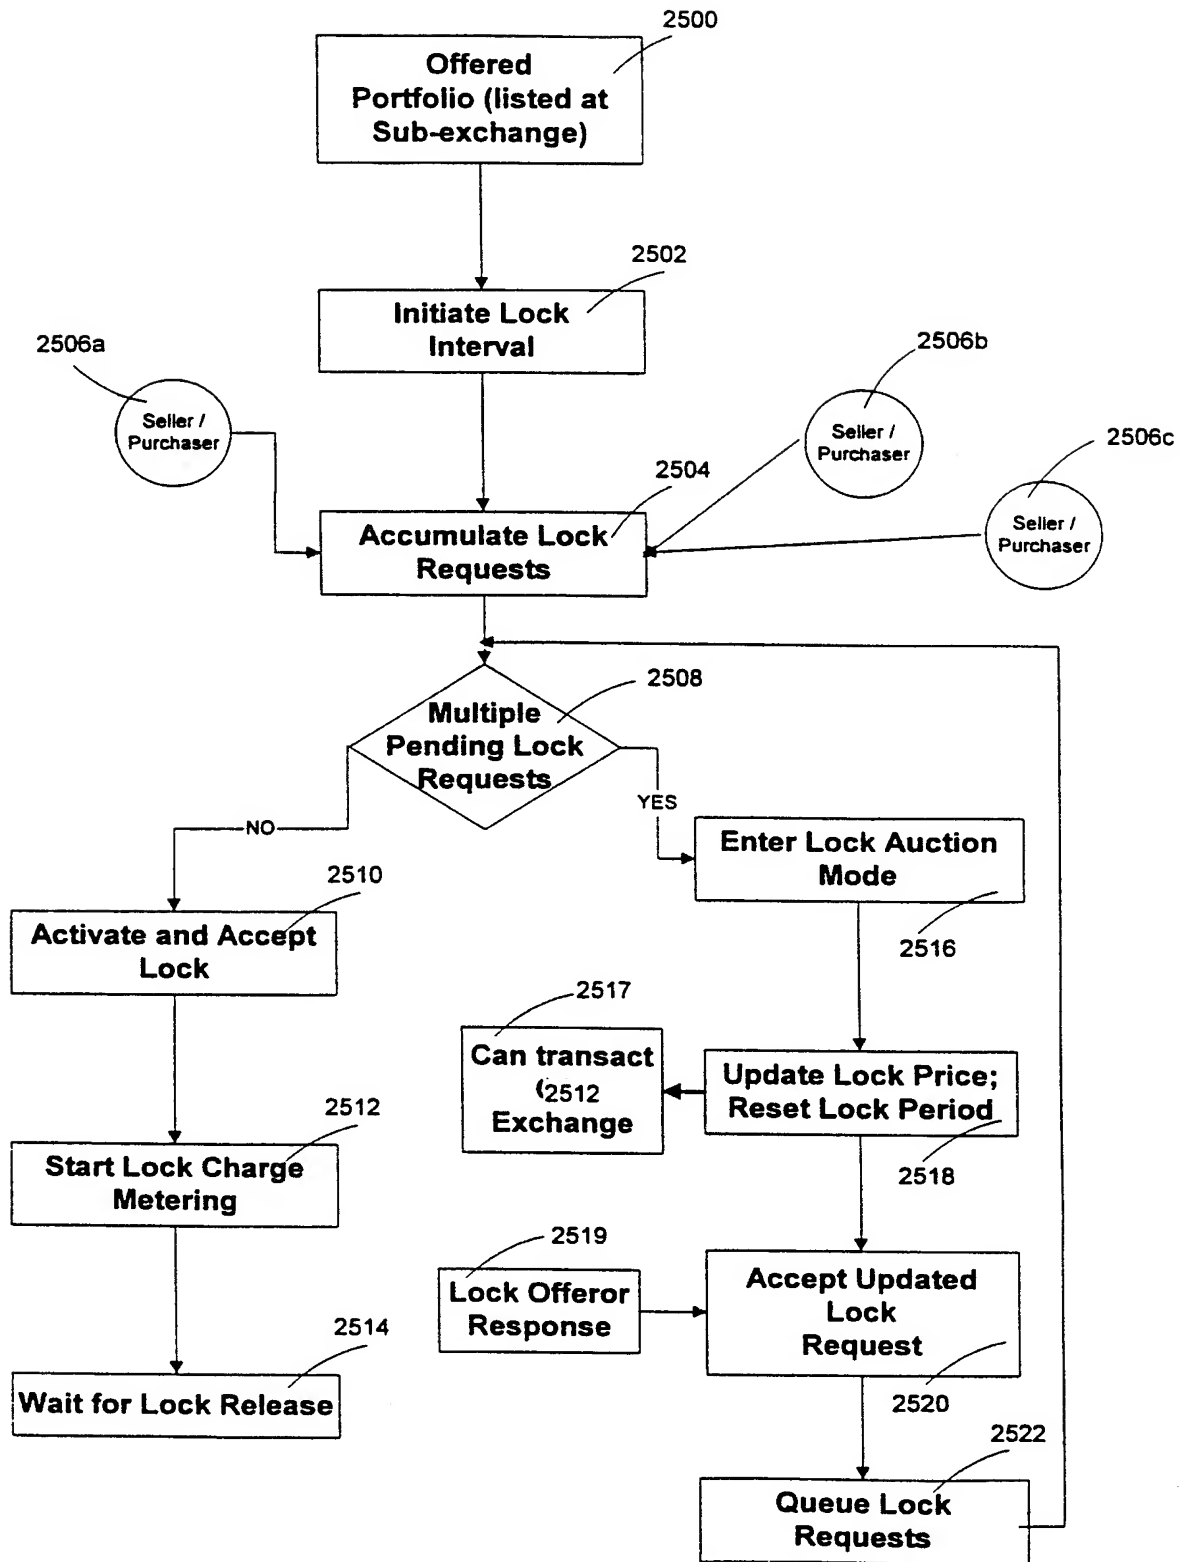 2500
Offered
Portfolio (listed at
Sub-exchange)
2502
Initiate Lock
Interval
2506a
Seller /
Purchaser
2506b
Seller /
Purchaser
2506c
Seller /
Purchaser
2504
Accumulate Lock
Requests
2508
Multiple
Pending Lock
Requests
NO
YES
2510
Activate and Accept
Lock
Enter Lock Auction
Mode
2516
2517
Can transact
(2512
Exchange
Update Lock Price;
Reset Lock Period
2518
2512
Start Lock Charge
Metering
2519
Lock Offeror
Response
Accept Updated
Lock
Request
2520
2514
Wait for Lock Release
2522
Queue Lock
Requests